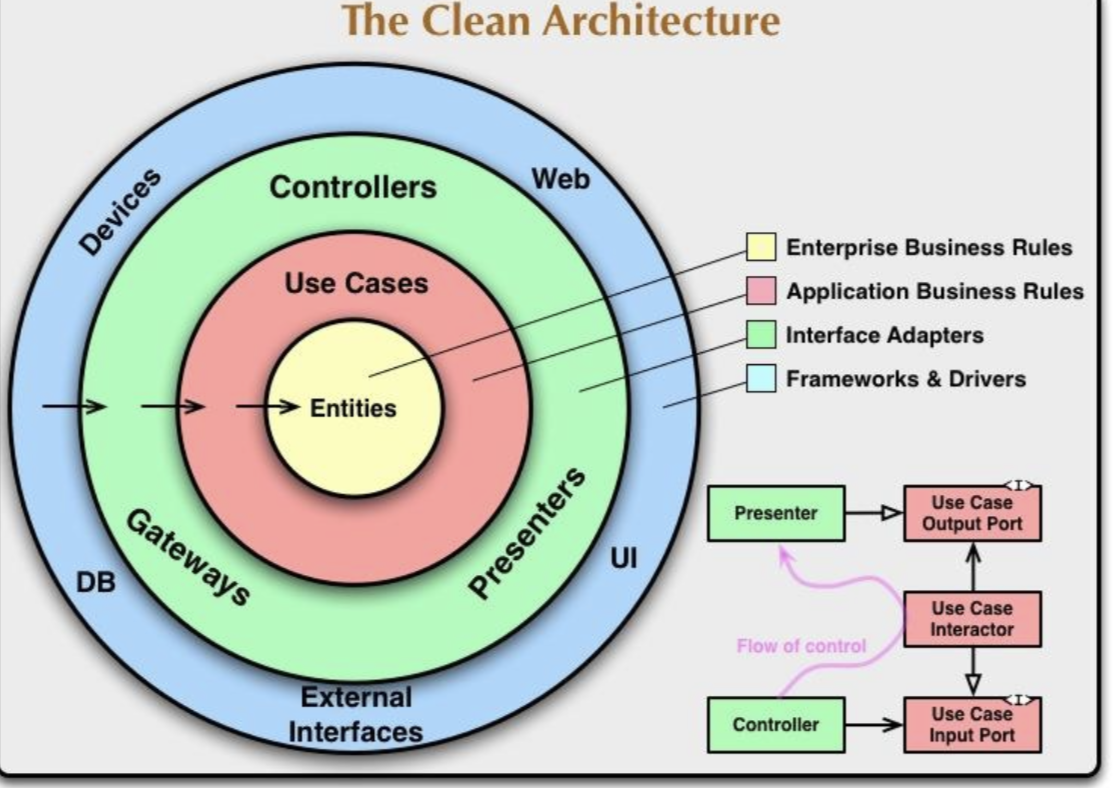 The Clean Architecture
Devices
Web
Controllers
Use Cases
Entities
Gateways
Presenters
DB
UI
External
Interfaces
Enterprise Business Rules
Application Business Rules
Interface Adapters
Frameworks & Drivers
Presenter
<I>
Use Case
Output Port
Use Case
Interactor
Flow of control
Controller
<I>
Use Case
Input Port